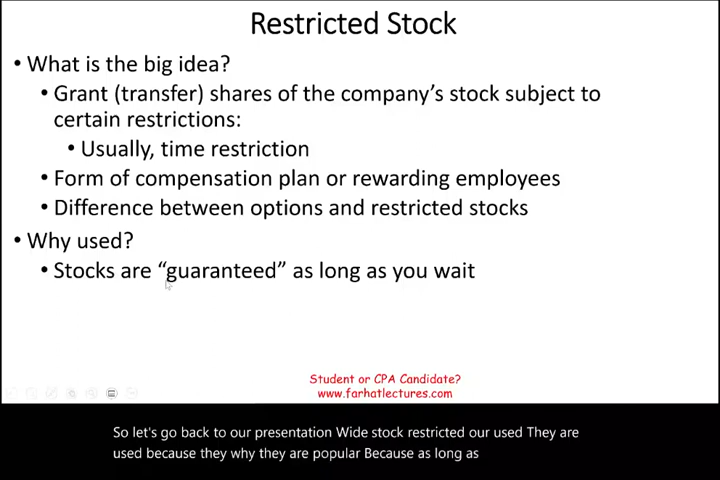 Restricted Stock
• What is the big idea?
• Grant (transfer) shares of the company's stock subject to
certain restrictions:
• Usually, time restriction
• Form of compensation plan or rewarding employees
• Difference between options and restricted stocks
• Why used?
• Stocks are “guaranteed” as long as you wait
Student or CPA Candidate?
www.farhatlectures.com
So let's go back to our presentation Wide stock restricted our used They are
used because they why they are popular Because as long as